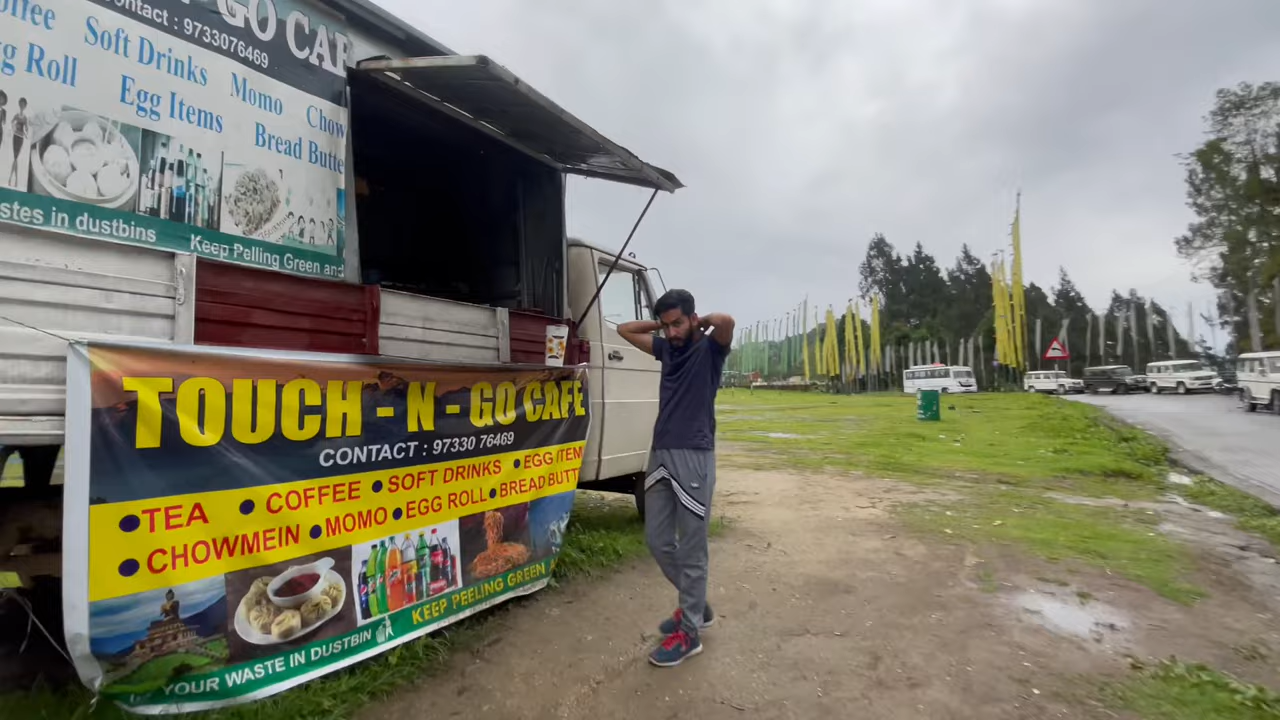 GO CAF
Contact : 9733076469
offee
Soft Drinks
Momo
Chow
gg Roll
Egg Items
Bread Butte
stes in dustbins
Keep Pelling Green and
TOUCH - N - GO CAFE
CONTACT : 97330 76469
TEA • COFFEE • SOFT DRINKS • EGG ITEM
• CHOWMEIN • MOMO • EGG ROLL • BREAD BUTT
YOUR WASTE IN DUSTBIN
KEEP PEELING GREEN A